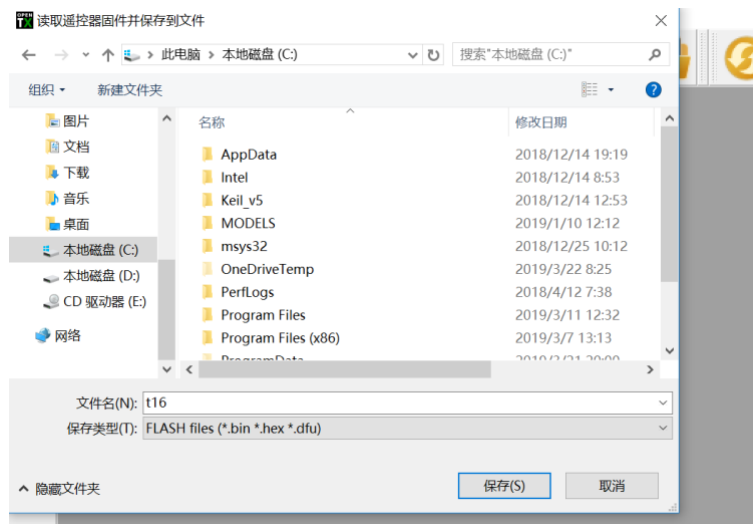 OPEN TX 读取遥控器固件并保存到文件
此电脑 > 本地磁盘 (C:) 搜索"本地磁盘 (C:)"
组织 新建文件夹
图片 名称 修改日期
文档 AppData 2018/12/14 19:19
下载 Intel 2018/12/14 8:53
音乐 Keil_v5 2018/12/14 12:53
桌面 MODELS 2019/1/10 12:12
本地磁盘 (C:) msys32 2018/12/25 10:12
本地磁盘 (D:) OneDriveTemp 2019/3/22 8:25
CD 驱动器 (E:) PerfLogs 2018/4/12 7:38
Program Files 2019/3/11 12:32
网络 Program Files (x86) 2019/3/7 13:13
ProgramData
文件名(N): t16
保存类型(T): FLASH files (*.bin *.hex *.dfu)
隐藏文件夹 保存(S) 取消